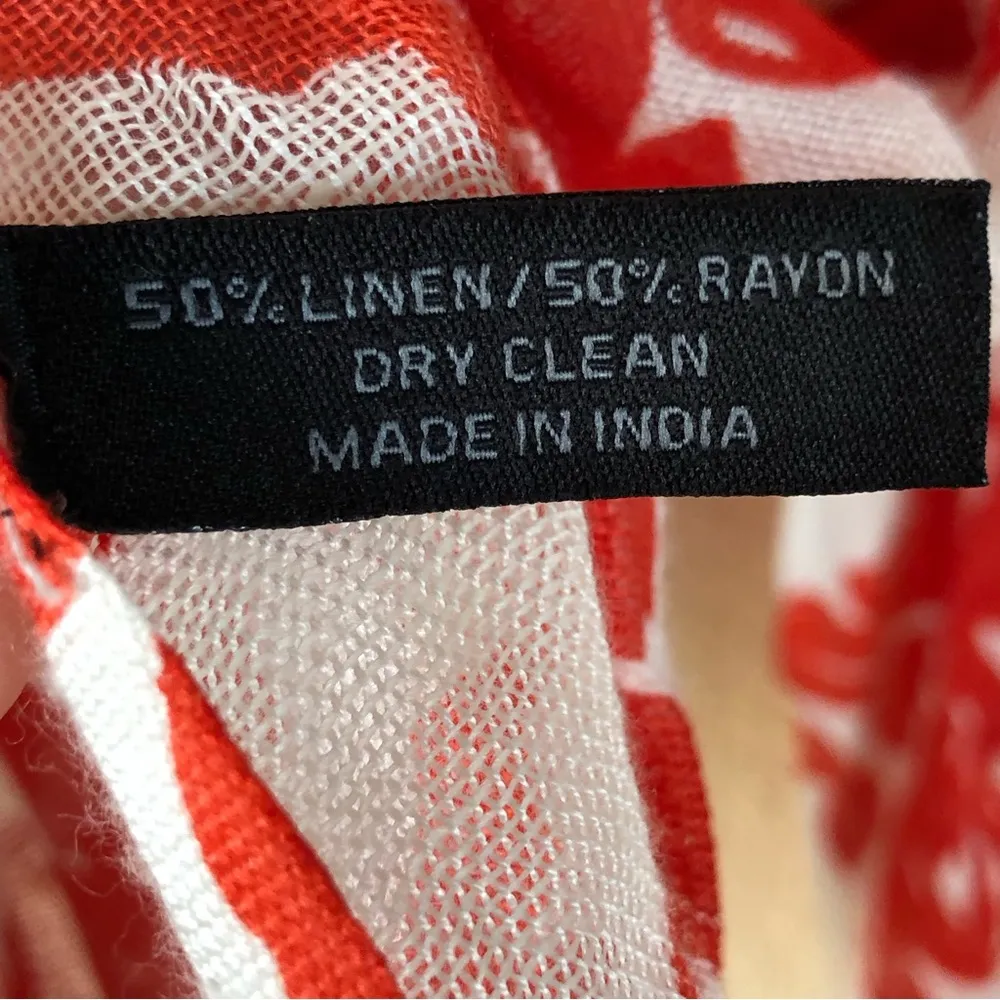 50% LINEN / 50% RAYON
DRY CLEAN
MADE IN INDIA